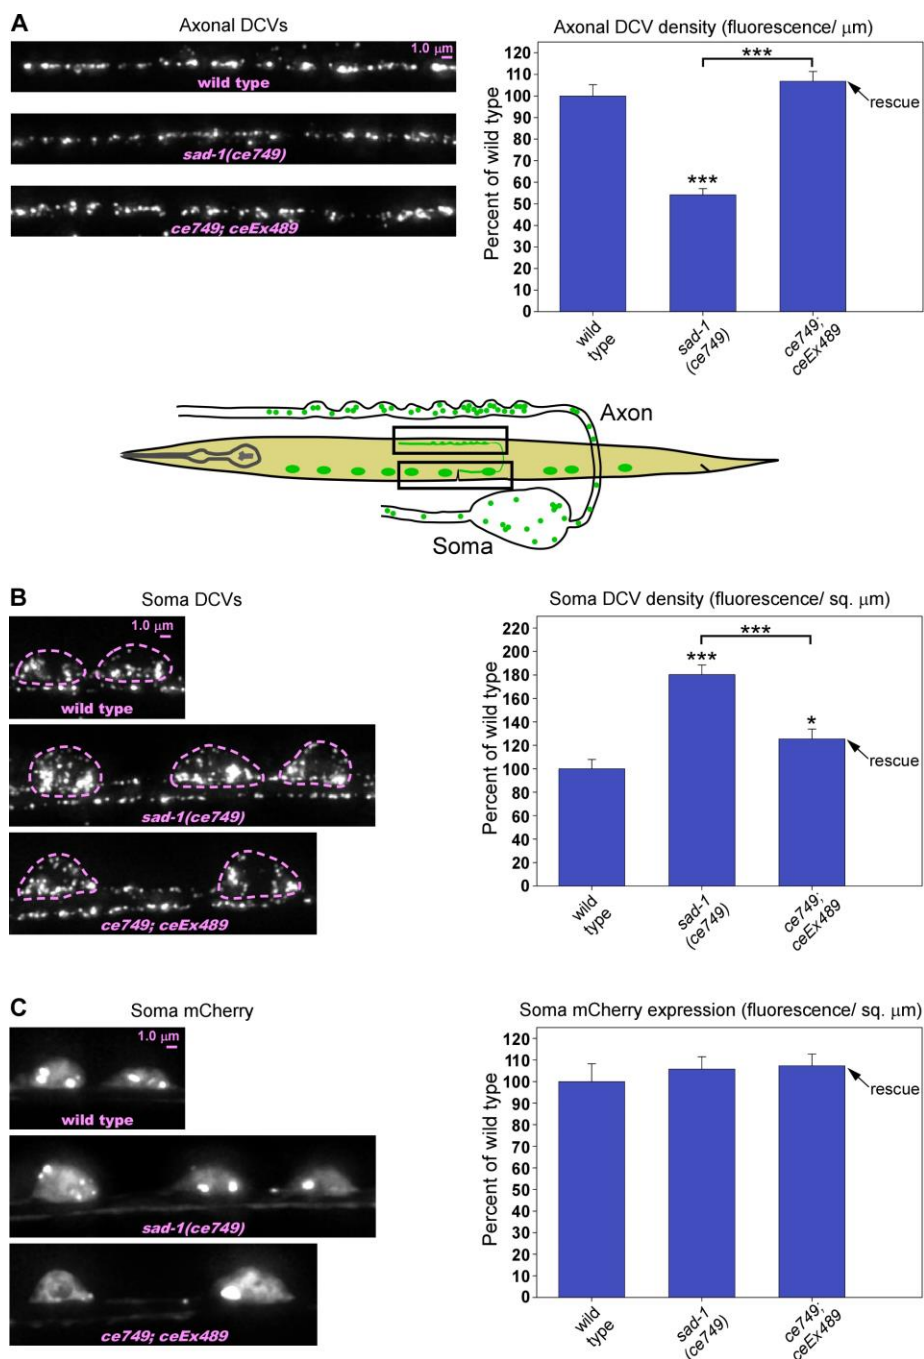 A
Axonal DCVs
1.0 μm
wild type
sad-1(ce749)
ce749; ceEx489
Axonal DCV density (fluorescence/ μm)
Percent of wild type
120
110
100
90
80
70
60
50
40
30
20
10
0
***
***
rescue
wild
type
sad-1
(ce749)
ce749;
ceEx489
Axon
Soma
B
Soma DCVs
1.0 μm
wild type
sad-1(ce749)
ce749; ceEx489
Soma DCV density (fluorescence/ sq. μm)
Percent of wild type
220
200
180
160
140
120
100
80
60
40
20
0
***
***
*
rescue
wild
type
sad-1
(ce749)
ce749;
ceEx489
C
Soma mCherry
1.0 μm
wild type
sad-1(ce749)
ce749; ceEx489
Soma mCherry expression (fluorescence/ sq. μm)
Percent of wild type
120
110
100
90
80
70
60
50
40
30
20
10
0
rescue
wild
type
sad-1
(ce749)
ce749;
ceEx489